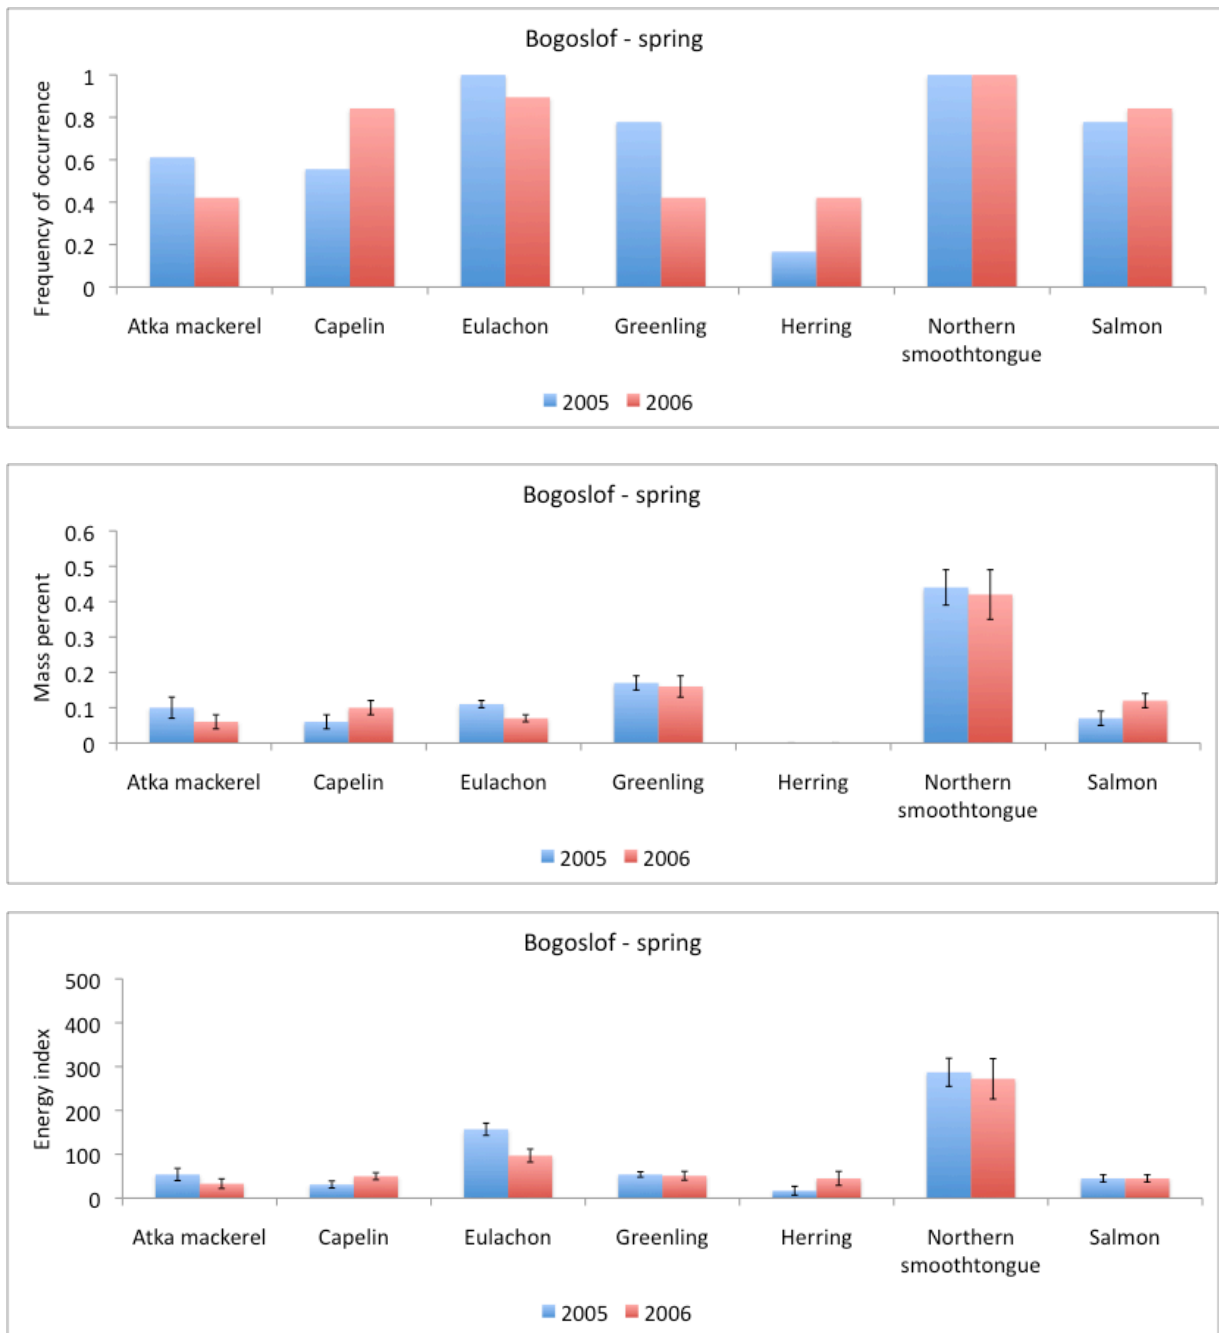 Bogoslof - spring
Frequency of occurrence
1
0.8
0.6
0.4
0.2
0
Atka mackerel Capelin Eulachon Greenling Herring Northern smoothtongue Salmon
2005 2006
Bogoslof - spring
Mass percent
0.6
0.5
0.4
0.3
0.2
0.1
0
Atka mackerel Capelin Eulachon Greenling Herring Northern smoothtongue Salmon
2005 2006
Bogoslof - spring
Energy index
500
400
300
200
100
0
Atka mackerel Capelin Eulachon Greenling Herring Northern smoothtongue Salmon
2005 2006